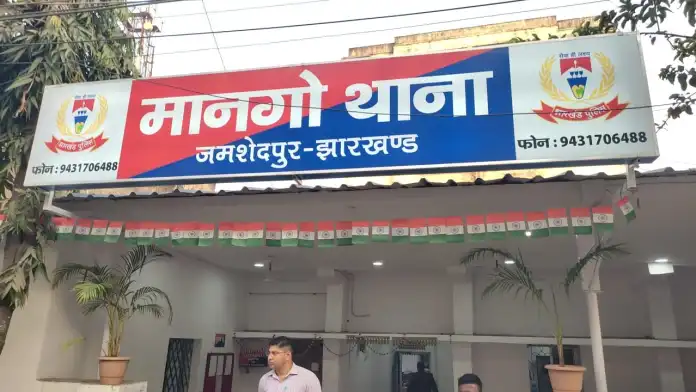 मानगो थाना
जमशेदपुर-झारखण्ड
झारखण्ड पुलिस
फोन : 9431706488
झारखण्ड पुलिस
फोन : 9431706488